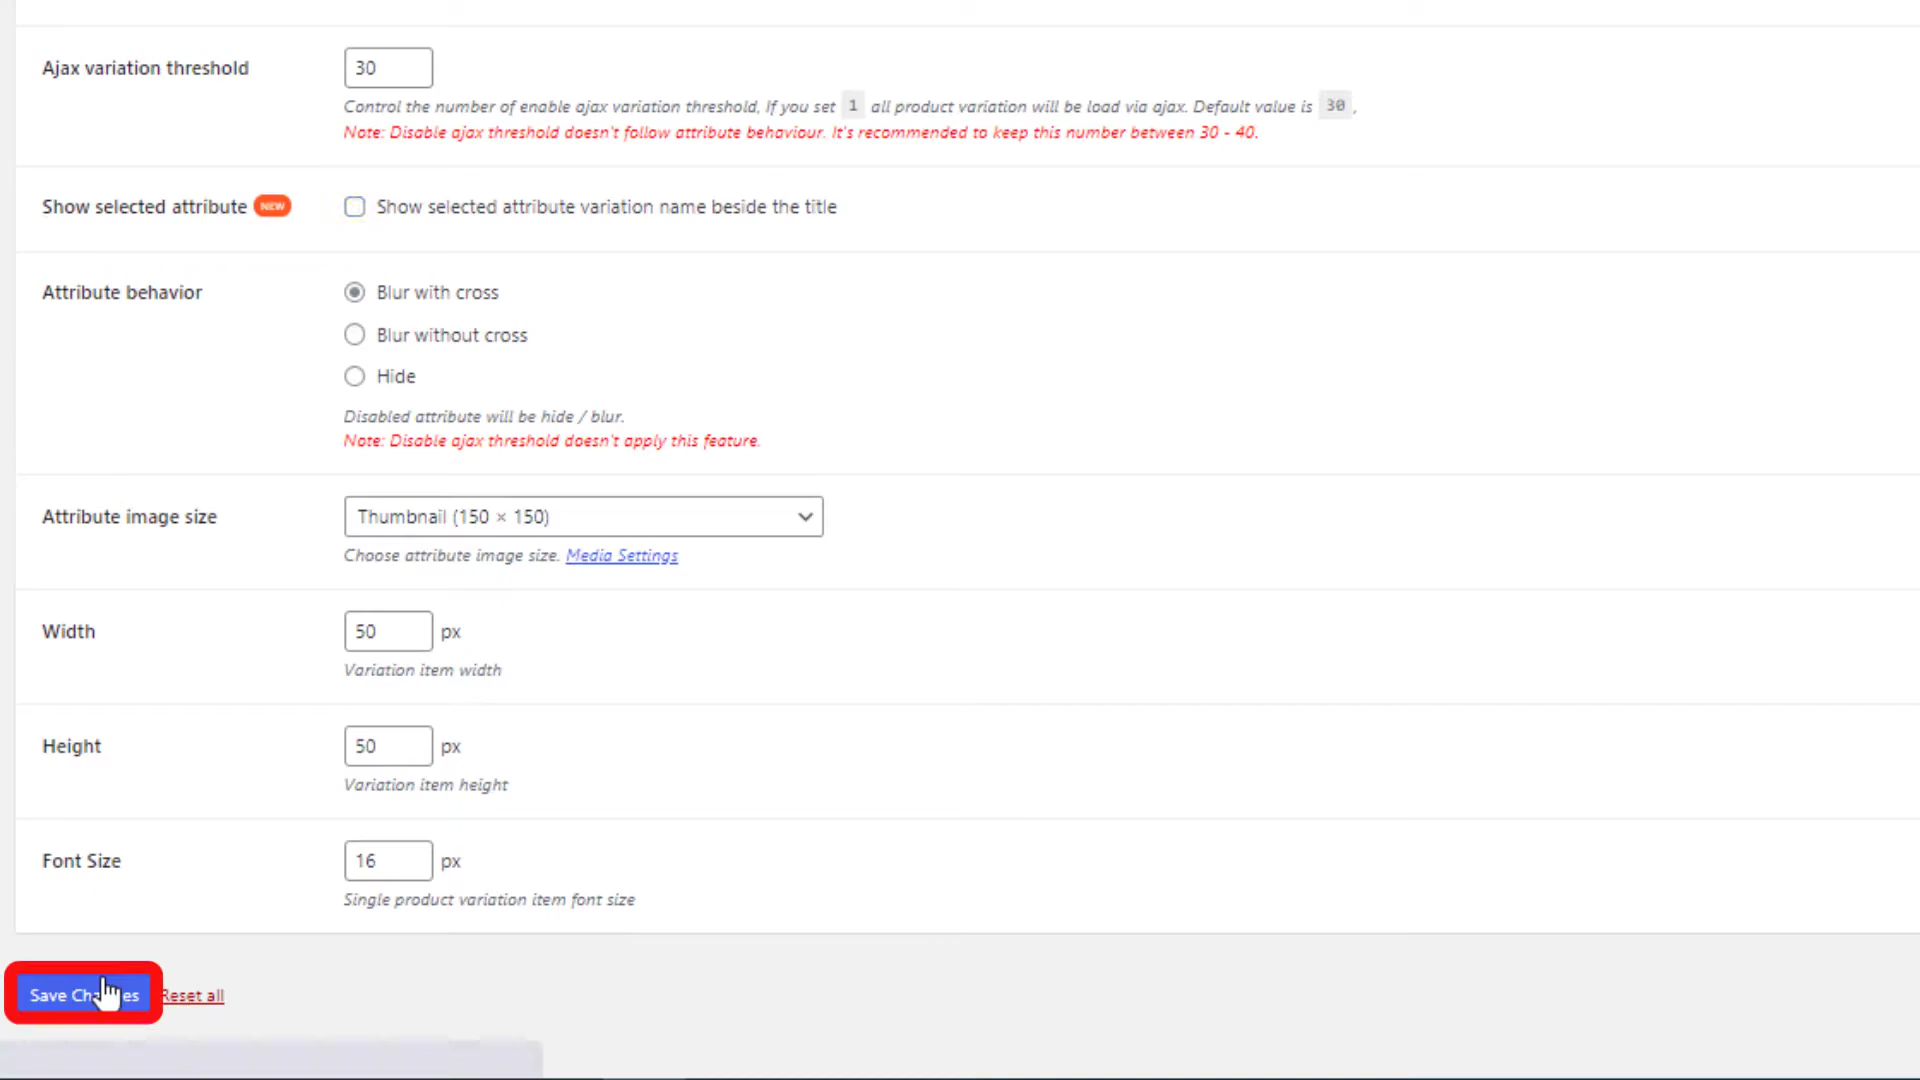 Ajax variation threshold
30
Control the number of enable ajax variation threshold, If you set 1 all product variation will be load via ajax. Default value is 30 ,
Note: Disable ajax threshold doesn't follow attribute behaviour. It's recommended to keep this number between 30 - 40.
Show selected attribute NEW
Show selected attribute variation name beside the title
Attribute behavior
Blur with cross
Blur without cross
Hide
Disabled attribute will be hide / blur.
Note: Disable ajax threshold doesn't apply this feature.
Attribute image size
Thumbnail (150 × 150)
Choose attribute image size. Media Settings
Width
50 px
Variation item width
Height
50 px
Variation item height
Font Size
16 px
Single product variation item font size
Save Changes Reset all